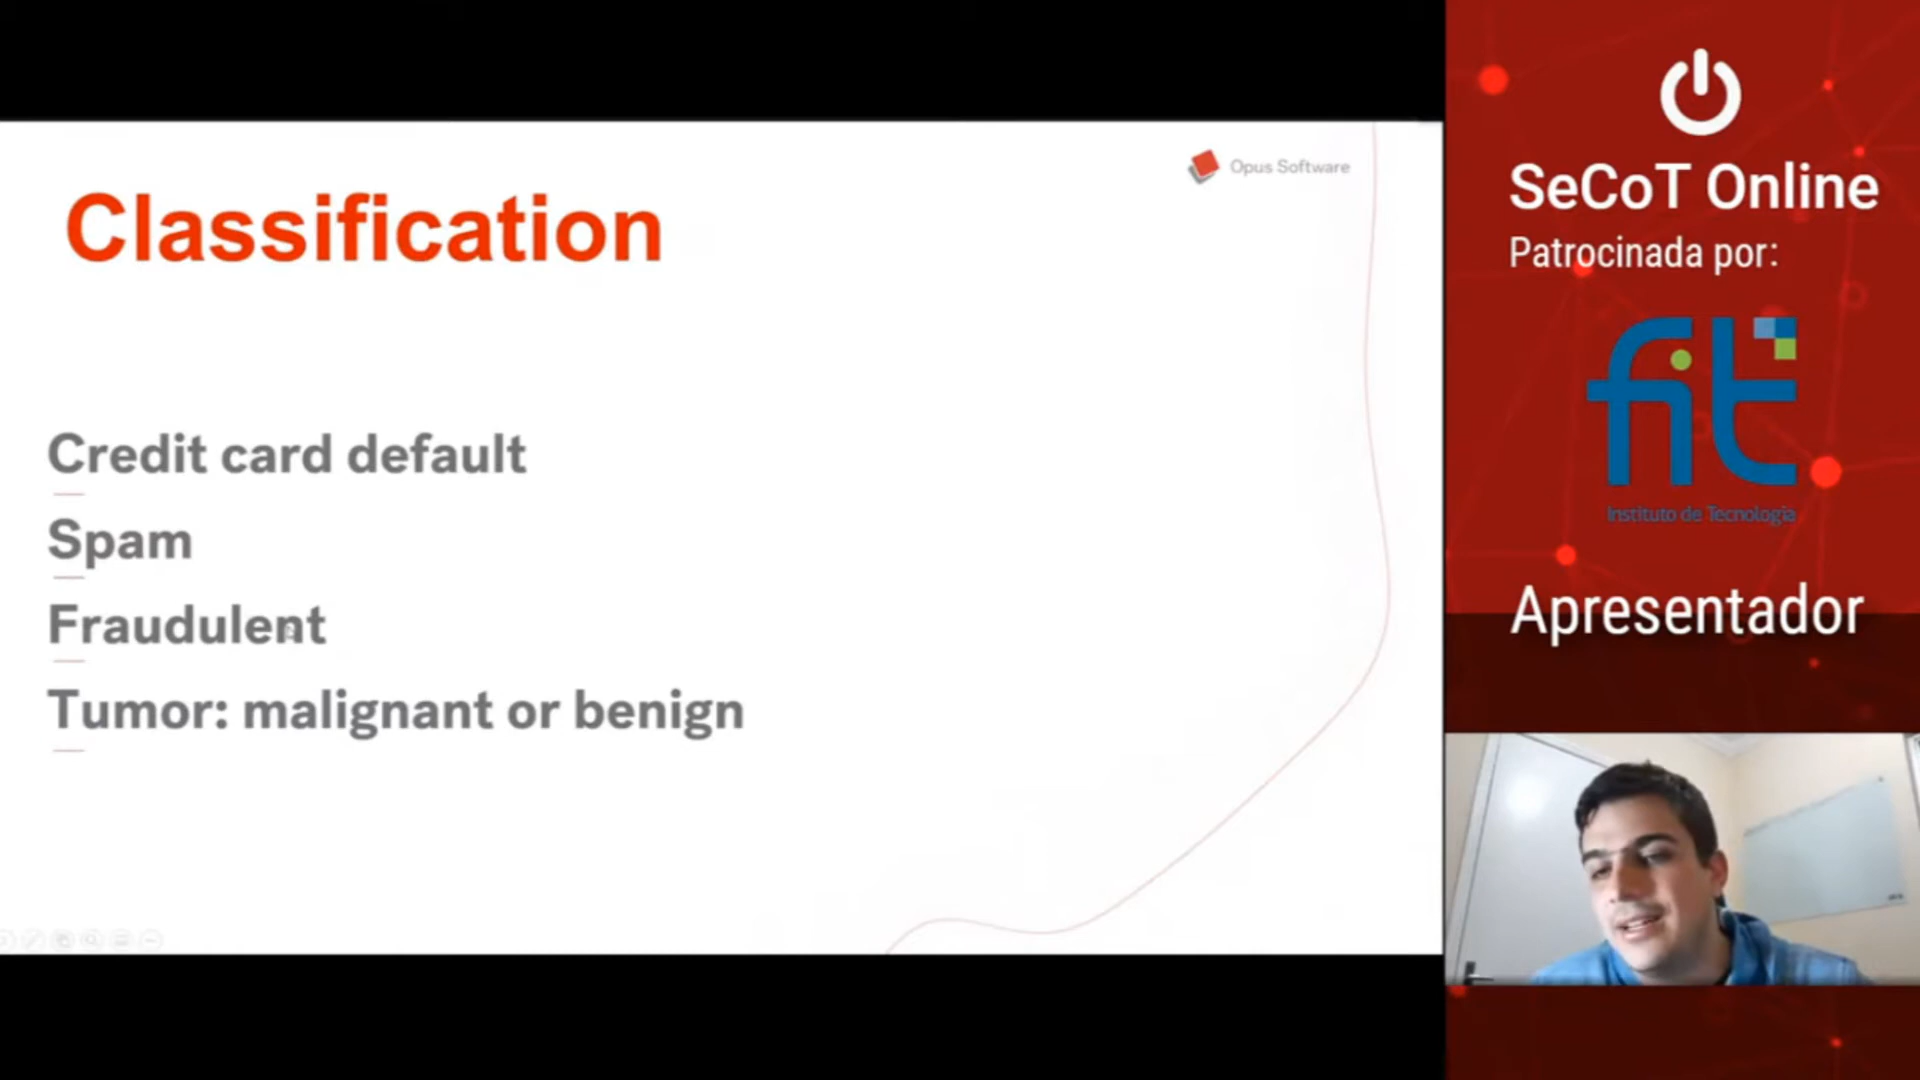 Opus Software
Classification
Credit card default
Spam
Fraudulent
Tumor: malignant or benign
SeCoT Online
Patrocinada por:
fit
Instituto de Tecnologia
Apresentador